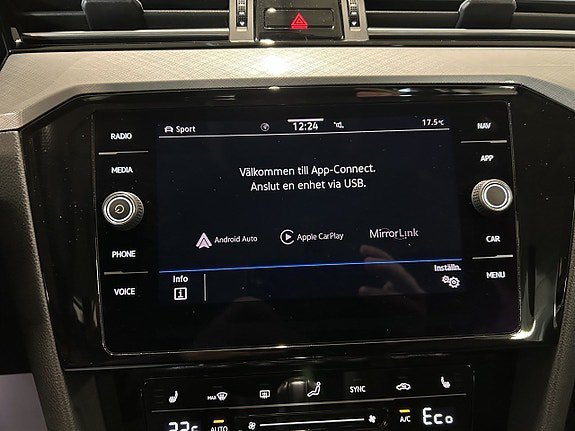 RADIO
MEDIA
PHONE
VOICE
Sport 12:24 17.5°C
Välkommen till App-Connect.
Anslut en enhet via USB.
Android Auto Apple CarPlay MirrorLink
Info Inställn.
NAV
APP
CAR
MENU
MAX SYNC
AUTO A/C Eco